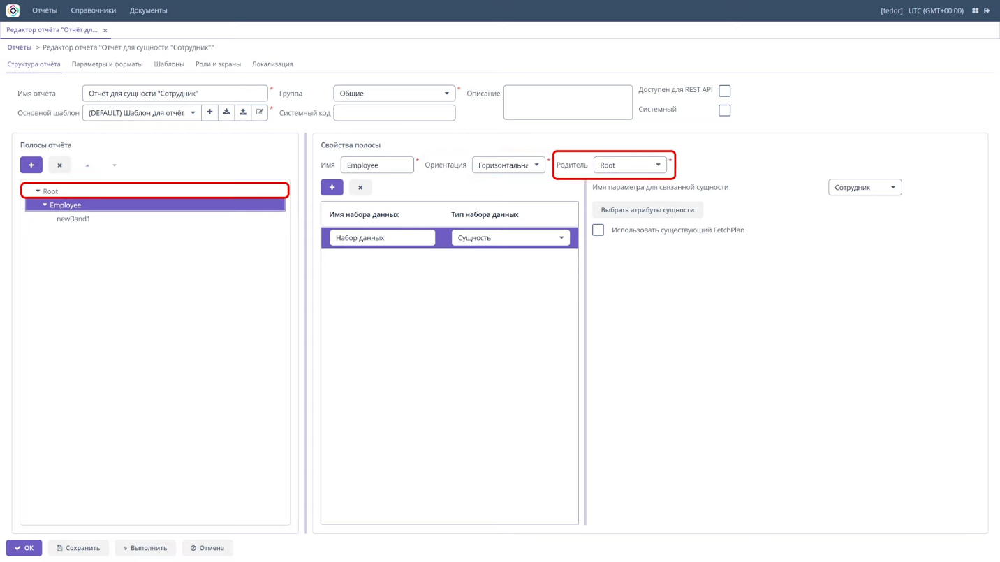 Отчёты Справочники Документы [fedor] UTC (GMT+00:00)
Редактор отчёта "Отчёт дл... ×
Отчёты > Редактор отчёта "Отчёт для сущности "Сотрудник""
Структура отчёта Параметры и форматы Шаблоны Роли и экраны Локализация
Имя отчёта Отчёт для сущности "Сотрудник" * Группа Общие * Описание Доступен для REST API
Основной шаблон (DEFAULT) Шаблон для отчёт * Системный код Системный
Полосы отчёта Свойства полосы
Имя Employee * Ориентация Горизонтальна * Родитель Root *
Root
Employee
newBand1
Имя параметра для связанной сущности Сотрудник
Выбрать атрибуты сущности
Использовать существующий FetchPlan
Имя набора данных Тип набора данных
Набор данных Сущность
ОК Сохранить Выполнить Отмена